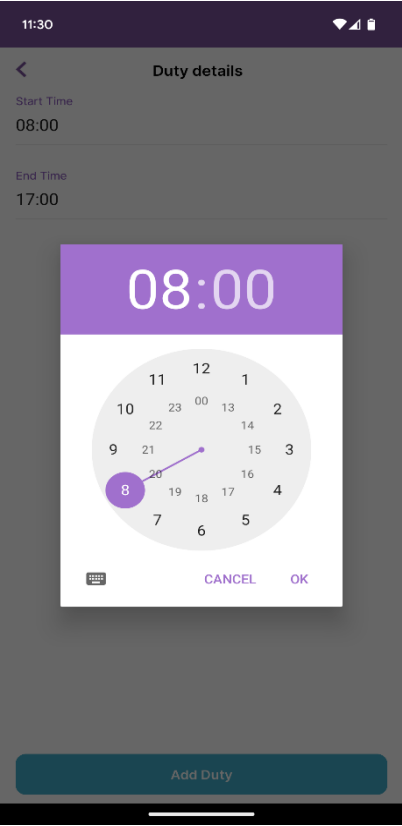 11:30
Duty details
Start Time
08:00
End Time
17:00
08:00
12
11 1
23 00 13
10 2
22 14
9 21 15 3
20 16
8 4
19 18 17
7 5
6
CANCEL OK
Add Duty